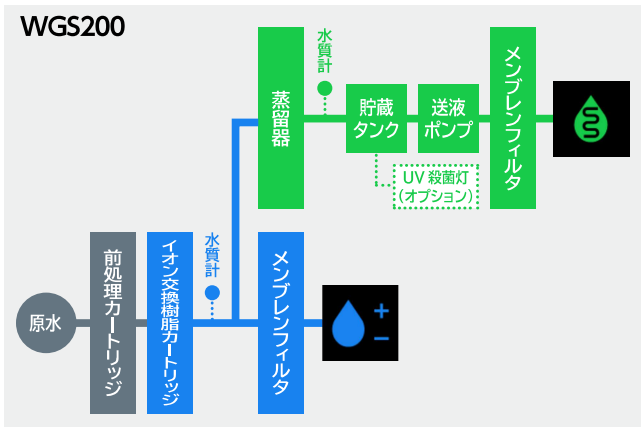 WGS200
水質計
蒸留器
貯蔵
タンク
送液
ポンプ
メンブレンフィルタ
UV 殺菌灯
(オプション)
原水
前処理カートリッジ
イオン交換樹脂カートリッジ
水質計
メンブレンフィルタ
+
−